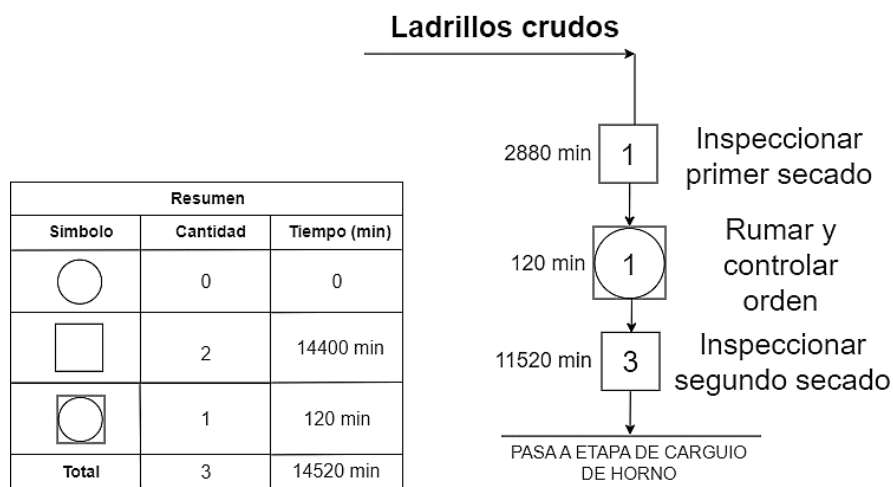 Ladrillos crudos
2880 min
1
Inspeccionar
primer secado
120 min
1
Rumar y
controlar
orden
11520 min
3
Inspeccionar
segundo secado
PASA A ETAPA DE CARGUIO
DE HORNO
Resumen
Simbolo Cantidad Tiempo (min)
0 0
2 14400 min
1 120 min
Total 3 14520 min